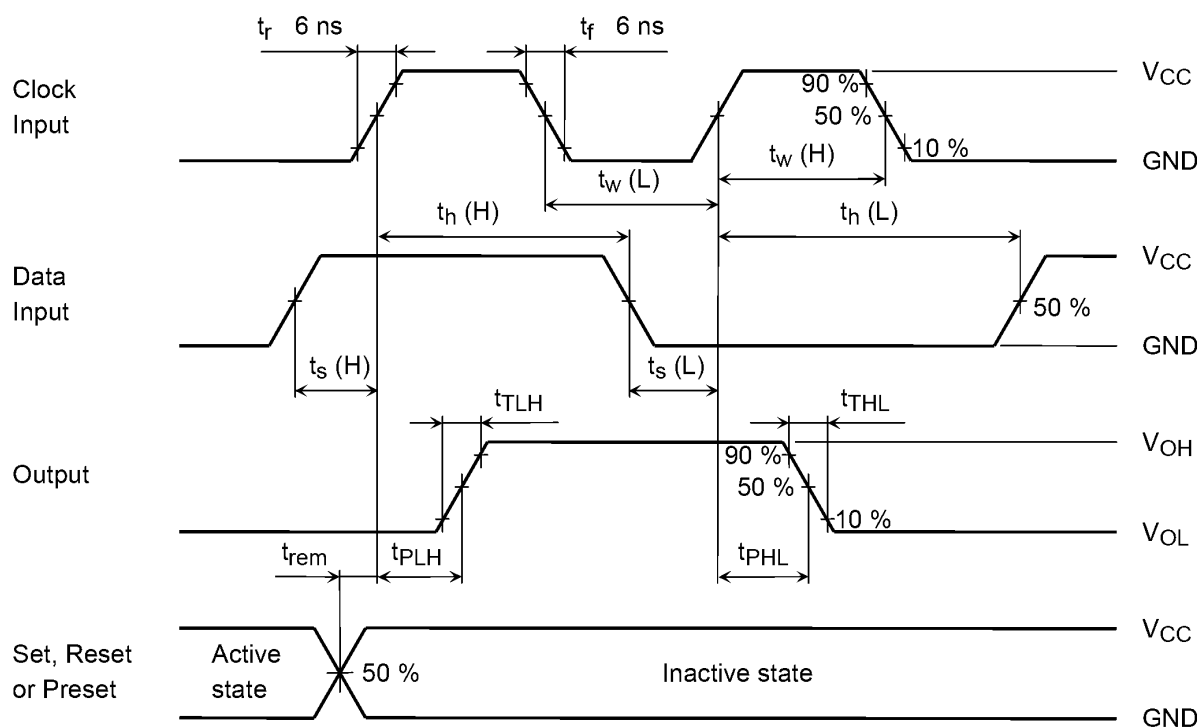 tr 6 ns
tf 6 ns
Clock
Input
90 %
50 %
10 %
VCC
GND
tw (H)
tw (L)
th (H)
th (L)
Data
Input
VCC
50 %
GND
ts (H)
ts (L)
tTLH
tTHL
Output
90 %
50 %
10 %
VOH
VOL
trem
tPLH
tPHL
Set, Reset
or Preset
Active
state
50 %
Inactive state
VCC
GND